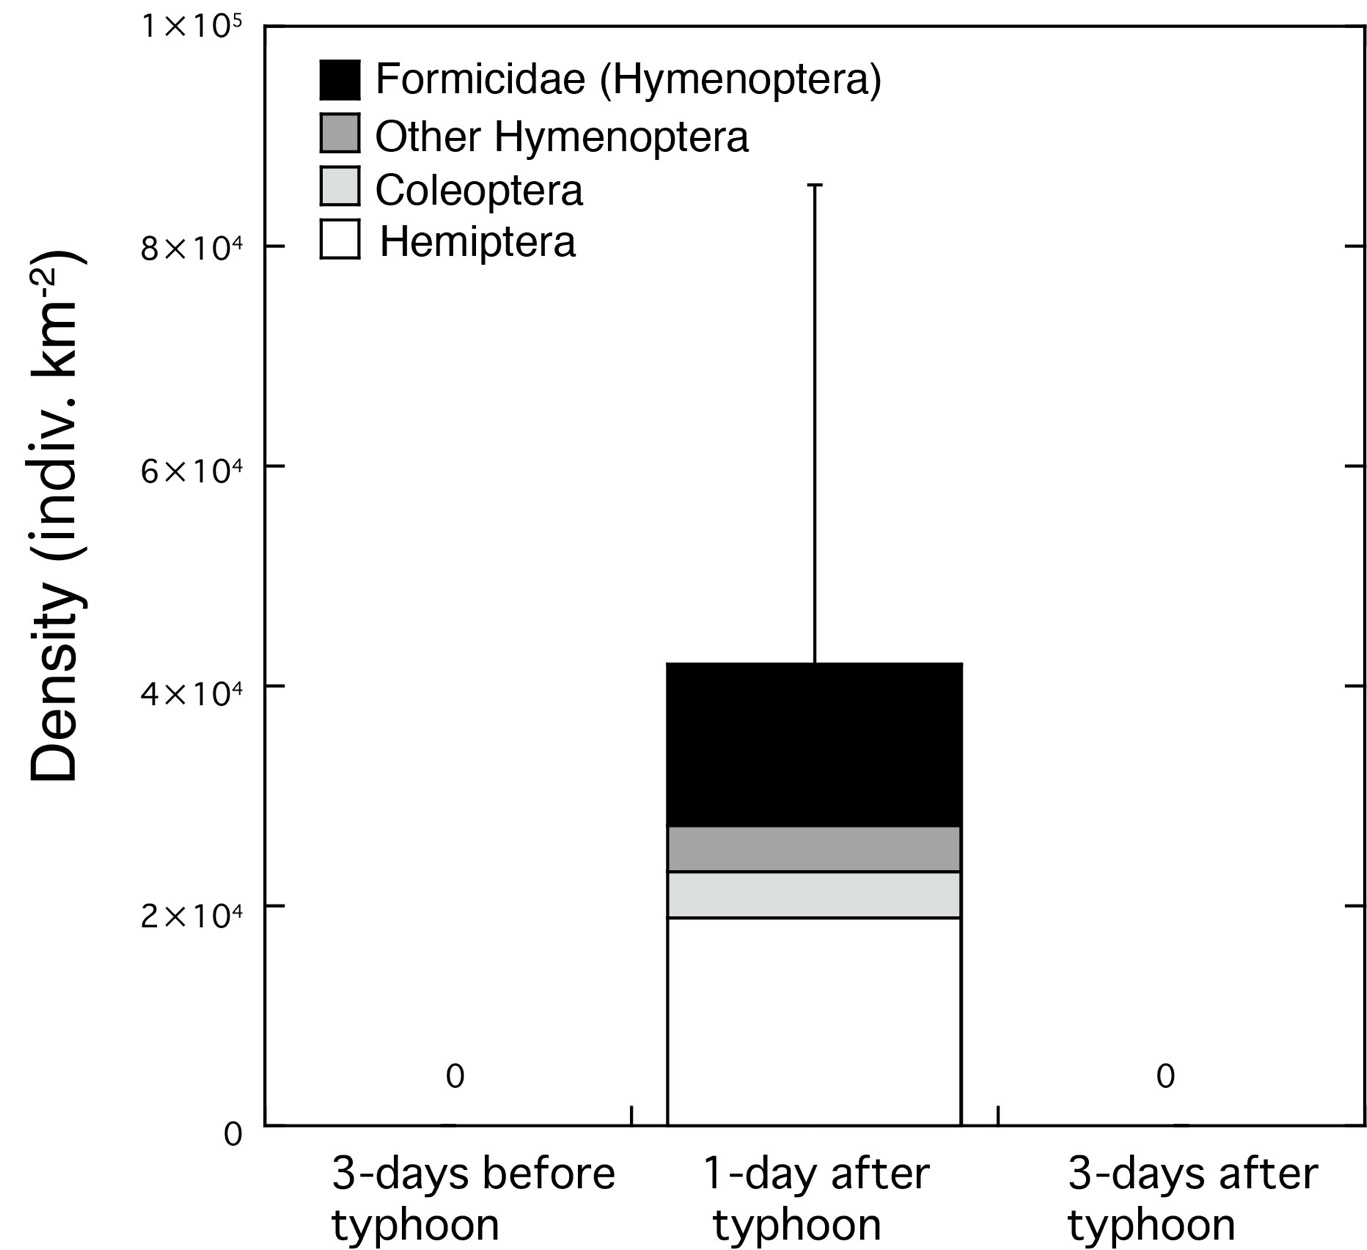 1×10⁵
Formicidae (Hymenoptera)
Other Hymenoptera
Coleoptera
Hemiptera
8×10⁴
6×10⁴
4×10⁴
2×10⁴
0
Density (indiv. km⁻²)
0
0
3-days before
typhoon
1-day after
typhoon
3-days after
typhoon